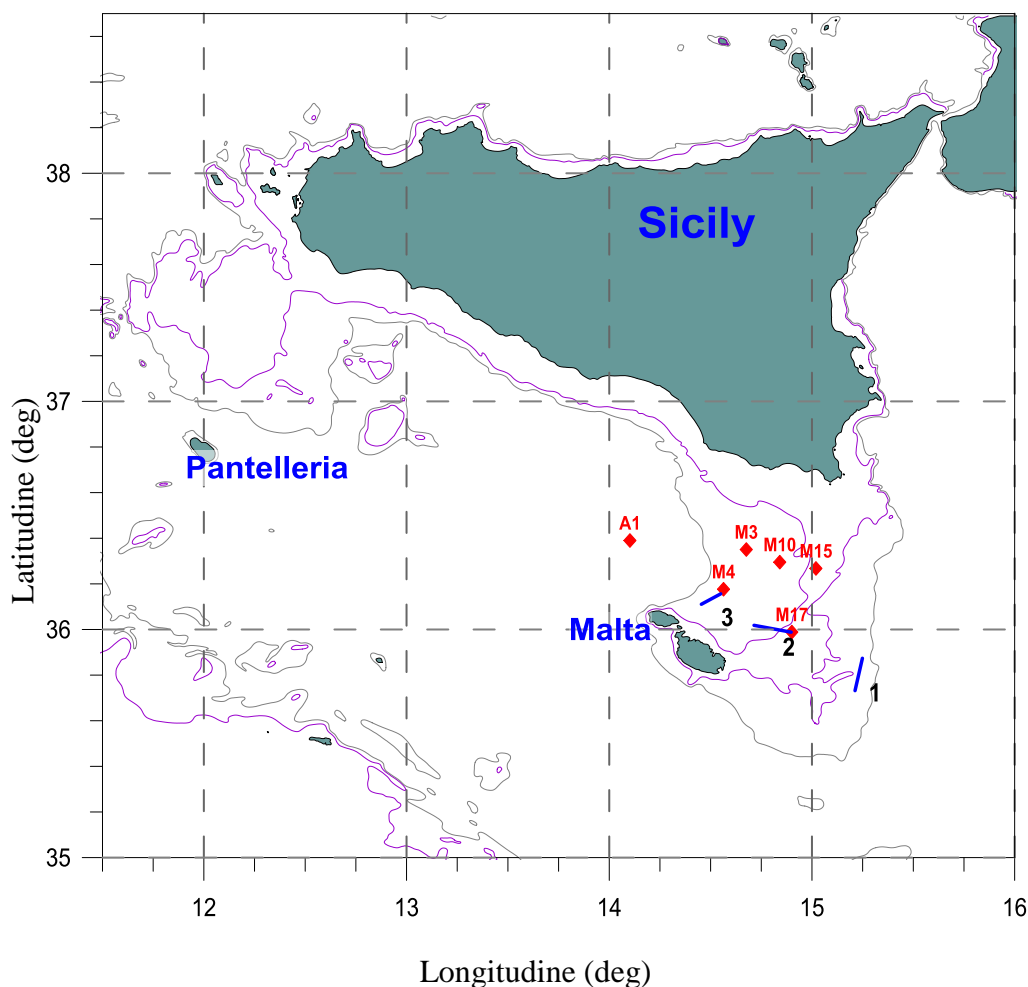 38
Sicily
37
Pantelleria
A1
M3
M10
M15
M4
3
M17
Malta
36
2
1
35
12
13
14
15
16
Latitudine (deg)
Longitudine (deg)